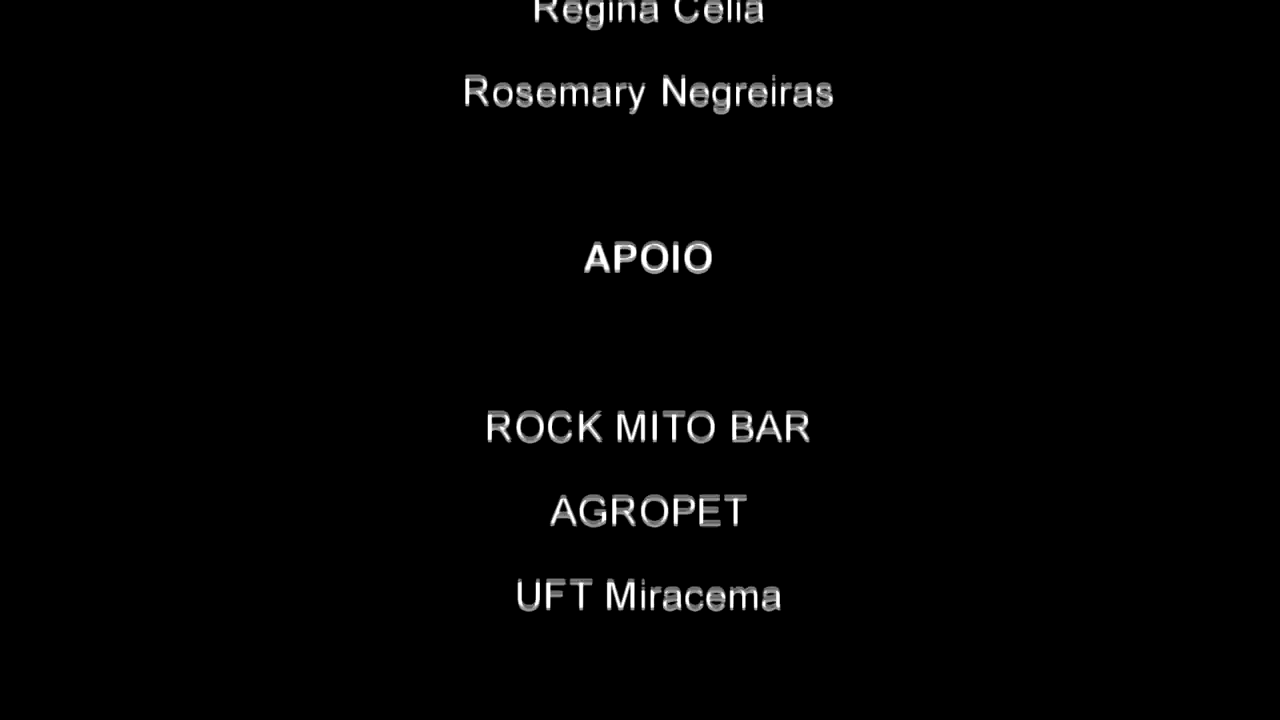 Regina Celia
Rosemary Negreiras
APOIO
ROCK MITO BAR
AGROPET
UFT Miracema